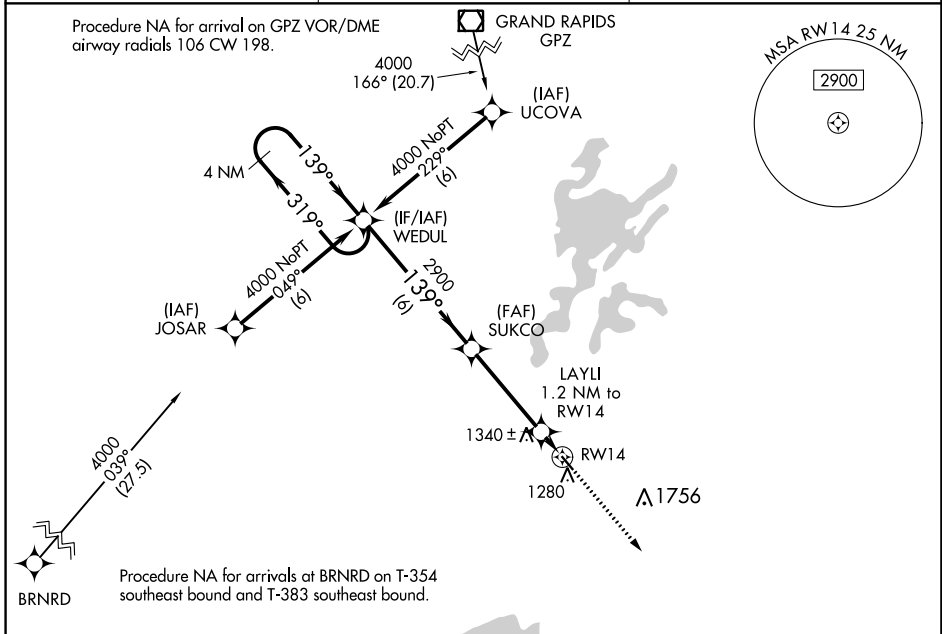 Procedure NA for arrival on GPZ VOR/DME
airway radials 106 CW 198.
GRAND RAPIDS
GPZ
MSA RW14 25 NM
2900
4000
166° (20.7)
(IAF)
UCOVA
4000 NoPT
229°
(6)
4 NM
139°
319°
(IF/IAF)
WEDUL
4000 NoPT
049°
(6)
2900
139°
(6)
(IAF)
JOSAR
(FAF)
SUKCO
LAYLI
1.2 NM to
RW14
1340 ±
RW14
1280
1756
4000
039°
(27.5)
BRNRD
Procedure NA for arrivals at BRNRD on T-354
southeast bound and T-383 southeast bound.